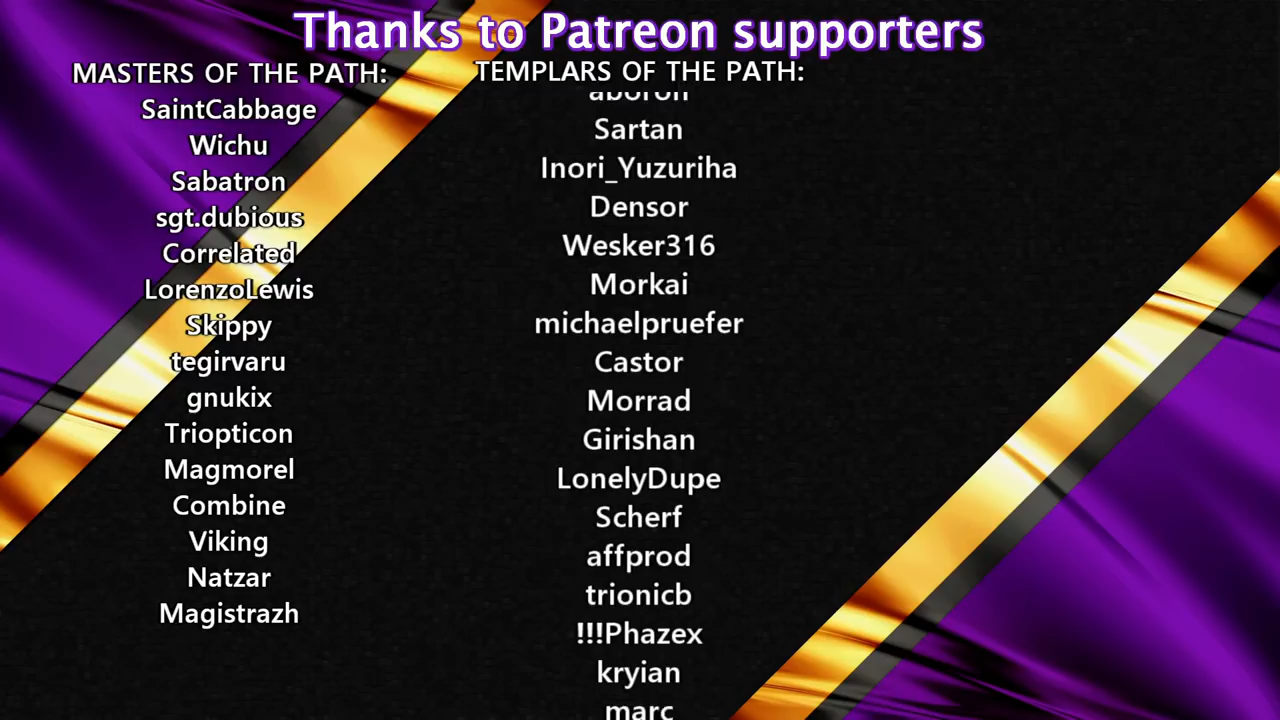 Thanks to Patreon supporters
MASTERS OF THE PATH:
SaintCabbage
Wichu
Sabatron
sgt.dubious
Correlated
LorenzoLewis
Skippy
tegirvaru
gnukix
Triopticon
Magmorel
Combine
Viking
Natzar
Magistrazh
TEMPLARS OF THE PATH:
Sartan
Inori_Yuzuriha
Densor
Wesker316
Morkai
michaelpruefer
Castor
Morrad
Girishan
LonelyDupe
Scherf
affprod
trionicb
!!!Phazex
kryian
marc